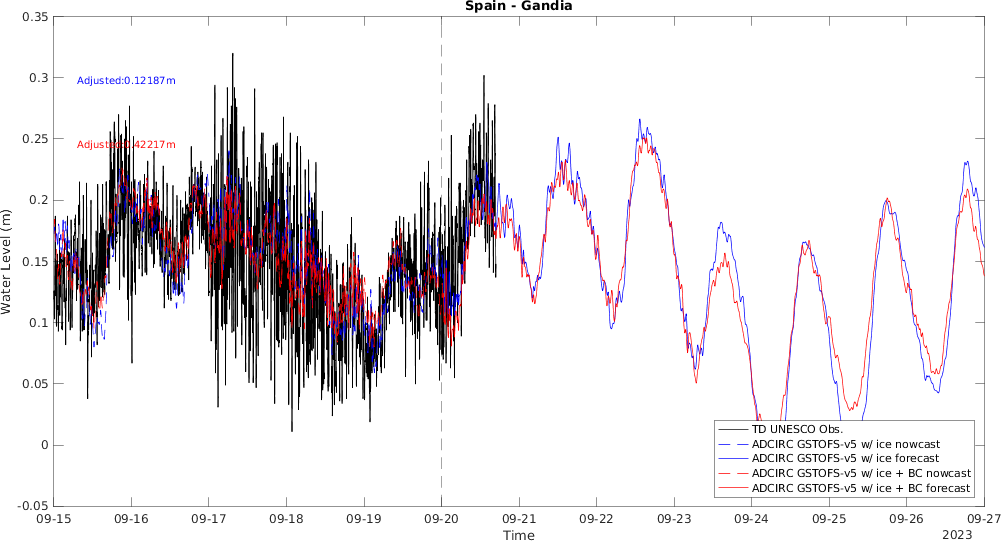 Spain - Gandia
0.35
0.3
0.25
0.2
0.15
0.1
0.05
0
-0.05
Water Level (m)
Adjusted:0.12187m
Adjusted:0.42217m
TD UNESCO Obs.
ADCIRC GSTOFS-v5 w/ ice nowcast
ADCIRC GSTOFS-v5 w/ ice forecast
ADCIRC GSTOFS-v5 w/ ice + BC nowcast
ADCIRC GSTOFS-v5 w/ ice + BC forecast
09-15 09-16 09-17 09-18 09-19 09-20 09-21 09-22 09-23 09-24 09-25 09-26 09-27
Time
2023